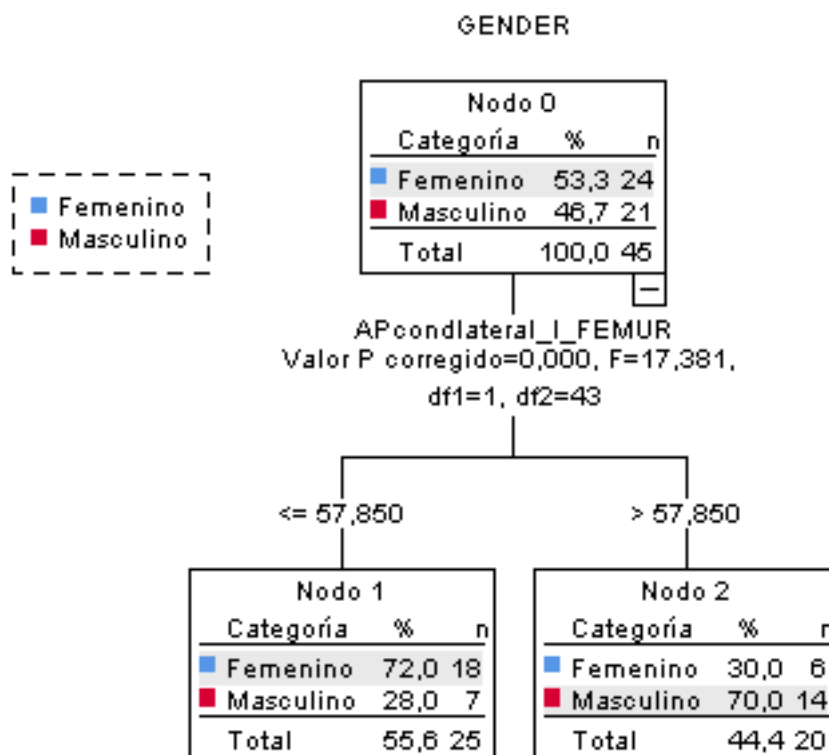 GENDER
Nodo 0
Categoría % n
Femenino 53,3 24
Masculino 46,7 21
Total 100,0 45
Femenino
Masculino
APcondlateral_I_FEMUR
Valor P corregido=0,000, F=17,381,
df1=1, df2=43
<= 57,850
> 57,850
Nodo 1
Categoría % n
Femenino 72,0 18
Masculino 28,0 7
Total 55,6 25
Nodo 2
Categoría % n
Femenino 30,0 6
Masculino 70,0 14
Total 44,4 20